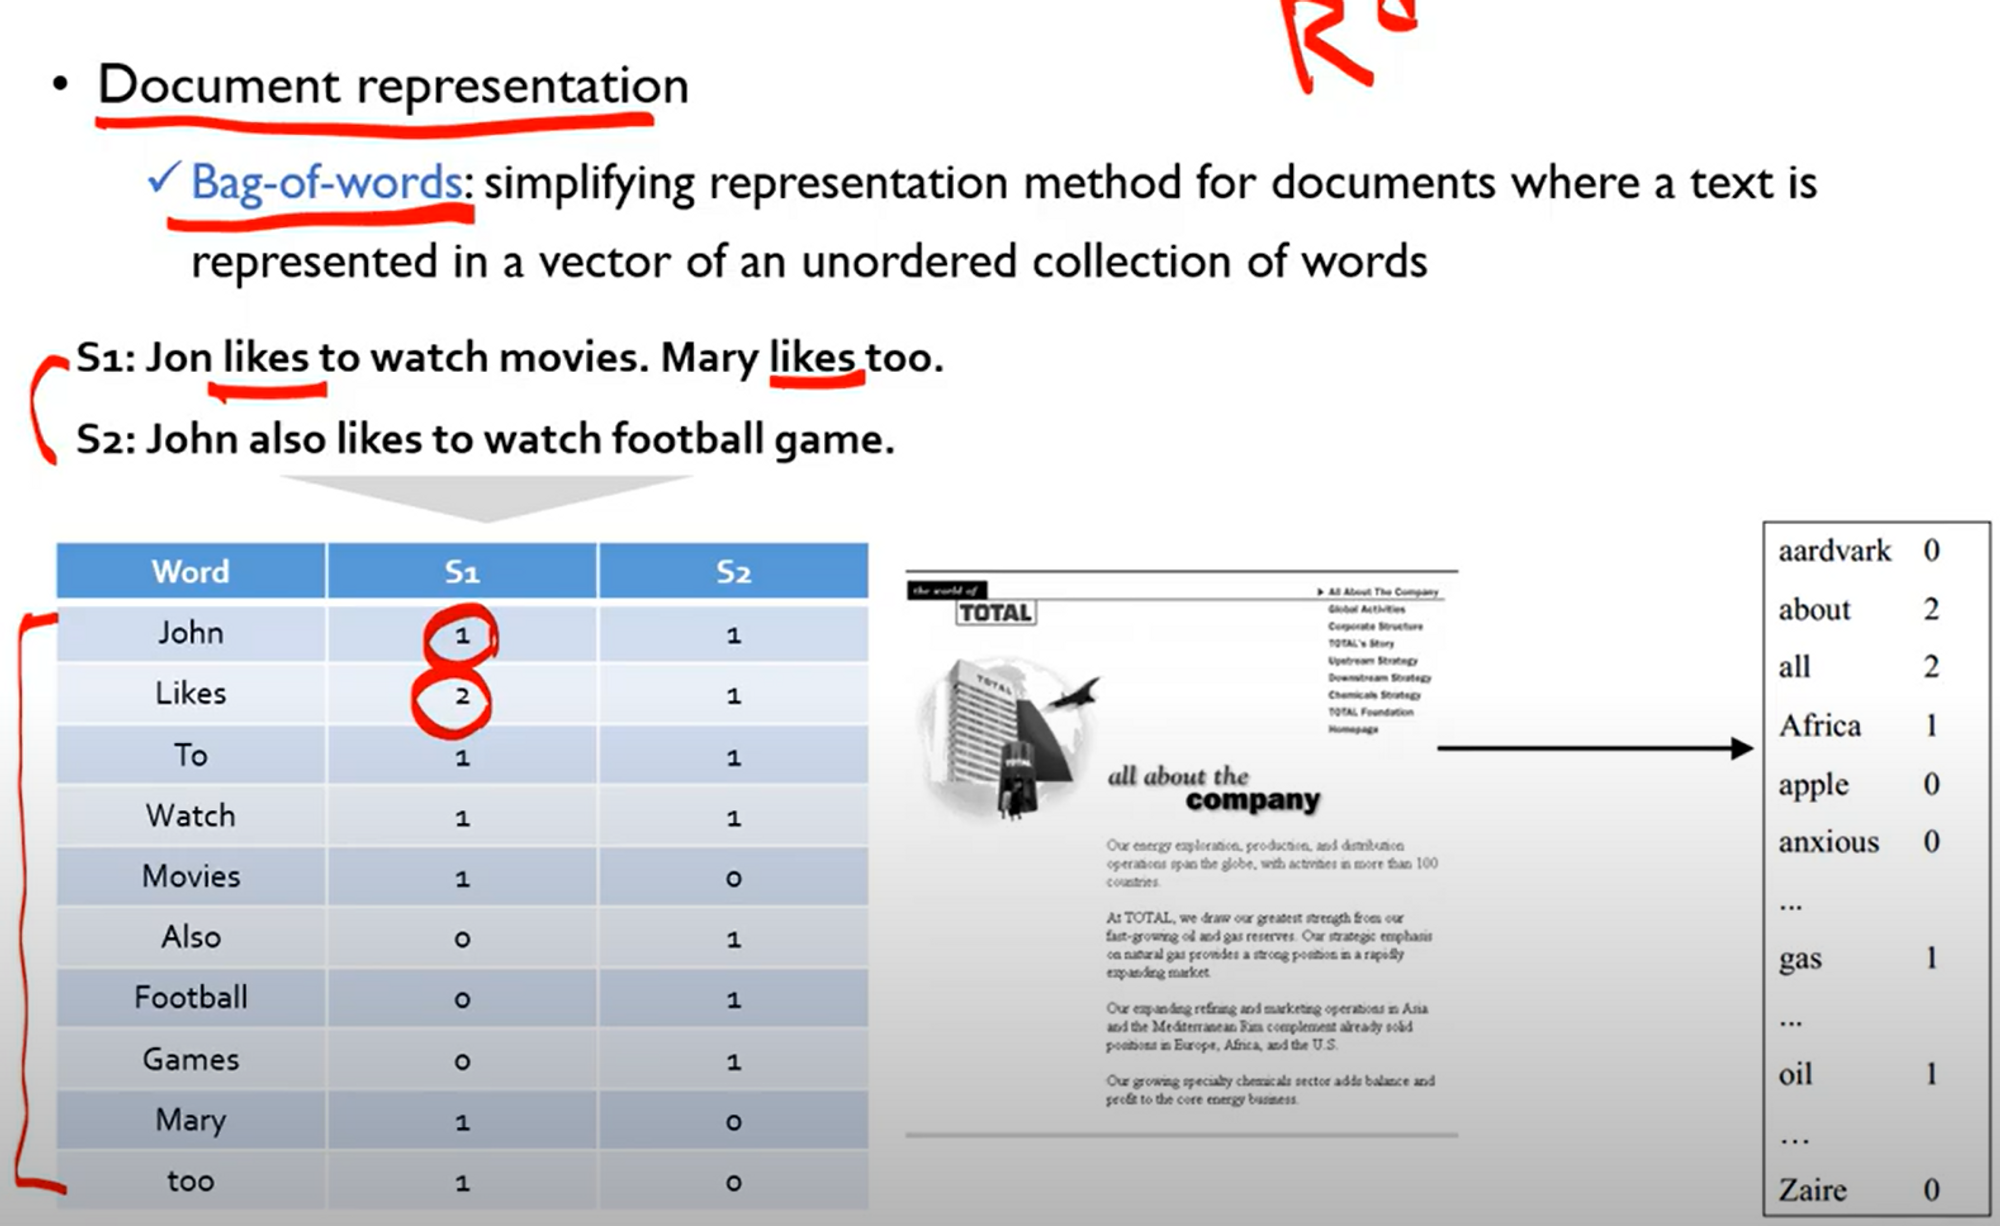 • Document representation
✓ Bag-of-words: simplifying representation method for documents where a text is
represented in a vector of an unordered collection of words
S1: Jon likes to watch movies. Mary likes too.
S2: John also likes to watch football game.
Word S1 S2
John 1 1
Likes 2 1
To 1 1
Watch 1 1
Movies 1 0
Also 0 1
Football 0 1
Games 0 1
Mary 1 0
too 1 0
the world of
TOTAL
All About The Company
Global Activities
Corporate Structure
TOTAL's Story
Upstream Strategy
Downstream Strategy
Chemicals Strategy
TOTAL Foundation
Homepage
TOTAL
all about the
company
Our energy exploration, production, and distribution
operations span the globe, with activities in more than 100
countries.
At TOTAL, we draw our greatest strength from our
fast-growing oil and gas reserves. Our strategic emphasis
on natural gas provides a strong position in a rapidly
expanding market.
Our expanding refining and marketing operations in Asia
and the Mediterranean Rim complement already solid
positions in Europe, Africa, and the U.S.
Our growing specialty chemicals sector adds balance and
profit to the core energy business.
aardvark 0
about 2
all 2
Africa 1
apple 0
anxious 0
...
gas 1
...
oil 1
...
Zaire 0